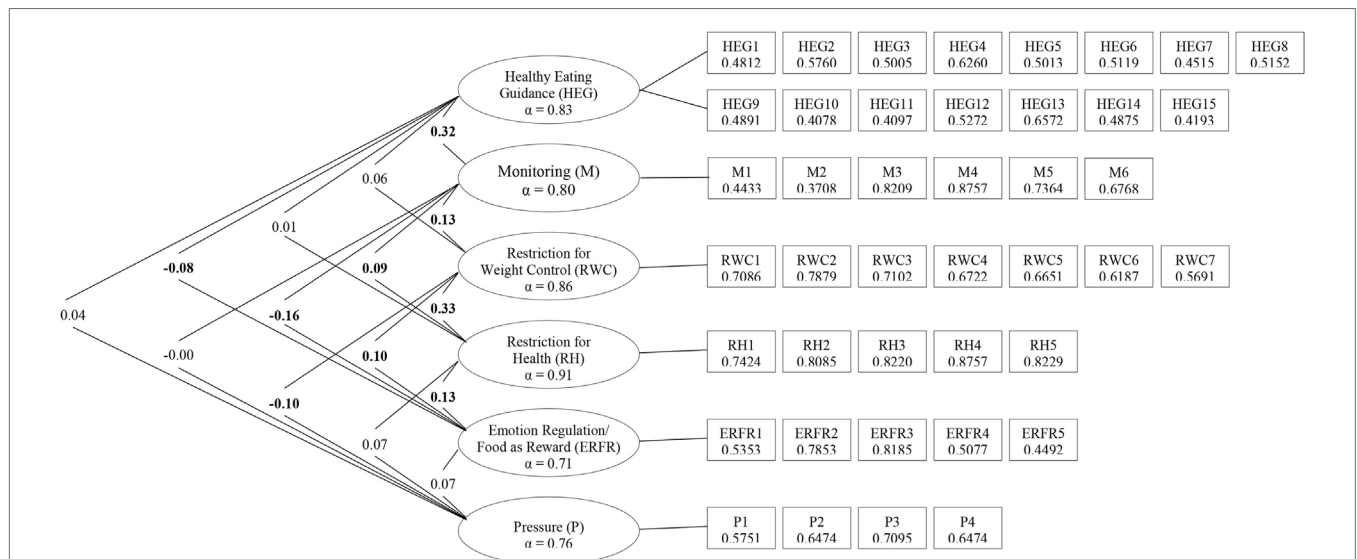 HEG1 HEG2 HEG3 HEG4 HEG5 HEG6 HEG7 HEG8
0.4812 0.5760 0.5005 0.6260 0.5013 0.5119 0.4515 0.5152
Healthy Eating
Guidance (HEG)
α = 0.83
HEG9 HEG10 HEG11 HEG12 HEG13 HEG14 HEG15
0.4891 0.4078 0.4097 0.5272 0.6572 0.4875 0.4193
0.32
Monitoring (M)
α = 0.80
M1 M2 M3 M4 M5 M6
0.4433 0.3708 0.8209 0.8757 0.7364 0.6768
0.06
0.13
0.01
Restriction for
Weight Control (RWC)
α = 0.86
RWC1 RWC2 RWC3 RWC4 RWC5 RWC6 RWC7
0.7086 0.7879 0.7102 0.6722 0.6651 0.6187 0.5691
-0.08
0.09
0.33
0.04
-0.16
Restriction for
Health (RH)
α = 0.91
RH1 RH2 RH3 RH4 RH5
0.7424 0.8085 0.8220 0.8757 0.8229
-0.00
0.10
0.13
-0.10
Emotion Regulation/
Food as Reward (ERFR)
α = 0.71
ERFR1 ERFR2 ERFR3 ERFR4 ERFR5
0.5353 0.7853 0.8185 0.5077 0.4492
0.07
0.07
Pressure (P)
α = 0.76
P1 P2 P3 P4
0.5751 0.6474 0.7095 0.6474